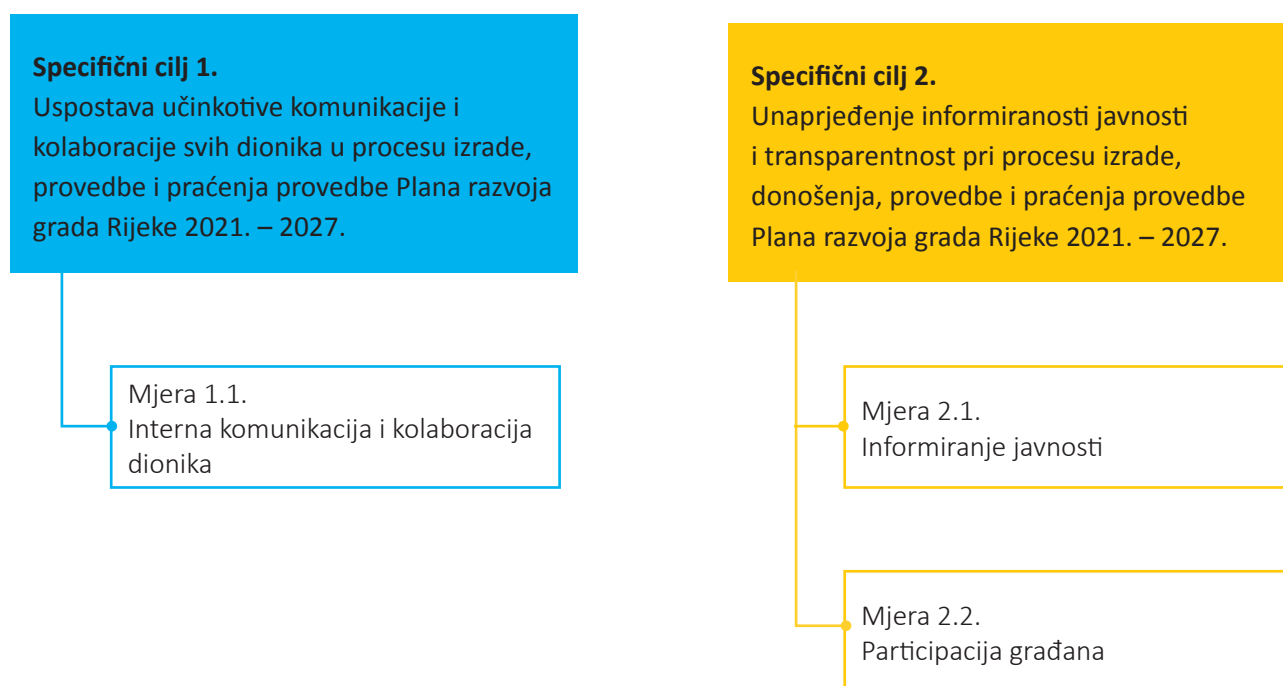 Specifični cilj 1.
Uspostava učinkotive komunikacije i
kolaboracije svih dionika u procesu izrade,
provedbe i praćenja provedbe Plana razvoja
grada Rijeke 2021. – 2027.
Mjera 1.1.
Interna komunikacija i kolaboracija
dionika
Specifični cilj 2.
Unaprjeđenje informiranosti javnosti
i transparentnost pri procesu izrade,
donošenja, provedbe i praćenja provedbe
Plana razvoja grada Rijeke 2021. – 2027.
Mjera 2.1.
Informiranje javnosti
Mjera 2.2.
Participacija građana